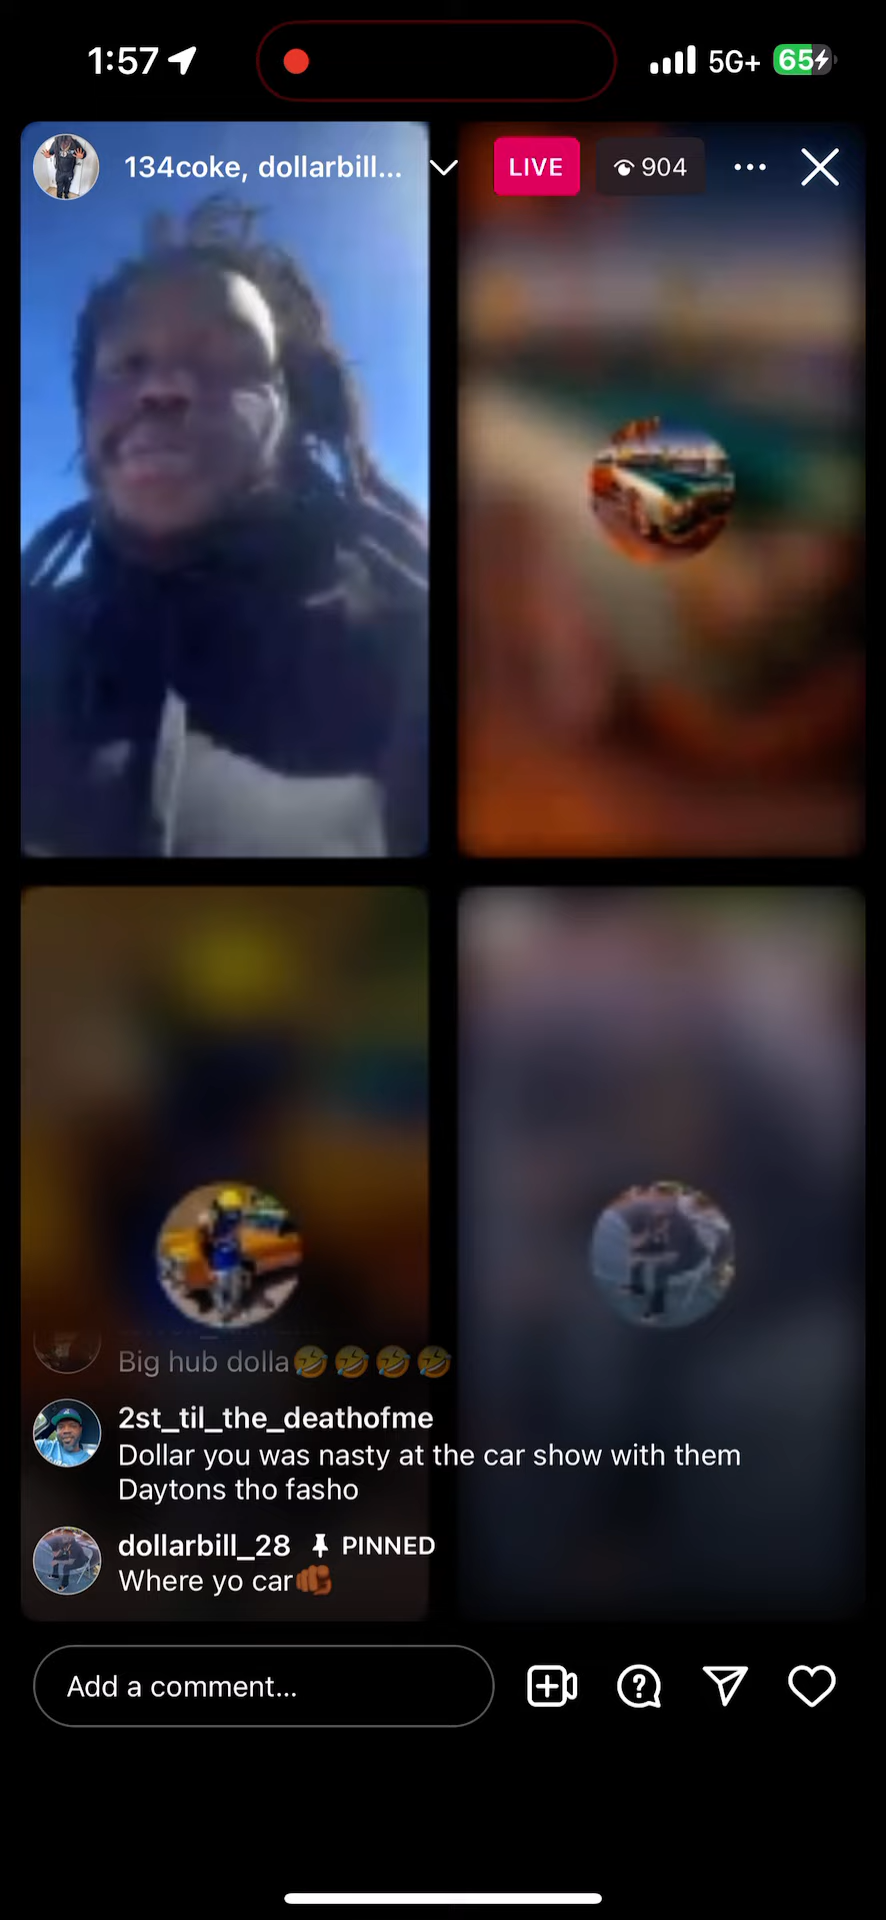 1:57
5G+
65
134coke, dollarbill...
LIVE
904
Big hub dolla🤣🤣🤣🤣
2st_til_the_deathofme
Dollar you was nasty at the car show with them
Daytons tho fasho
dollarbill_28 PINNED
Where yo car🫵🏾
Add a comment...